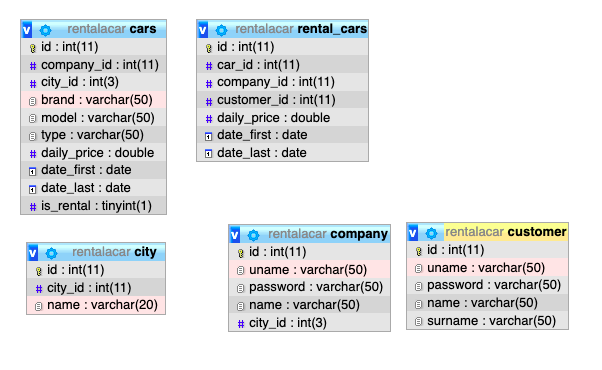 v rentalacar cars
id : int(11)
# company_id : int(11)
# city_id : int(3)
brand : varchar(50)
model : varchar(50)
type : varchar(50)
# daily_price : double
date_first : date
date_last : date
# is_rental : tinyint(1)
v rentalacar rental_cars
id : int(11)
# car_id : int(11)
# company_id : int(11)
# customer_id : int(11)
# daily_price : double
date_first : date
date_last : date
v rentalacar city
id : int(11)
# city_id : int(11)
name : varchar(20)
v rentalacar company
id : int(11)
uname : varchar(50)
password : varchar(50)
name : varchar(50)
# city_id : int(3)
v rentalacar customer
id : int(11)
uname : varchar(50)
password : varchar(50)
name : varchar(50)
surname : varchar(50)